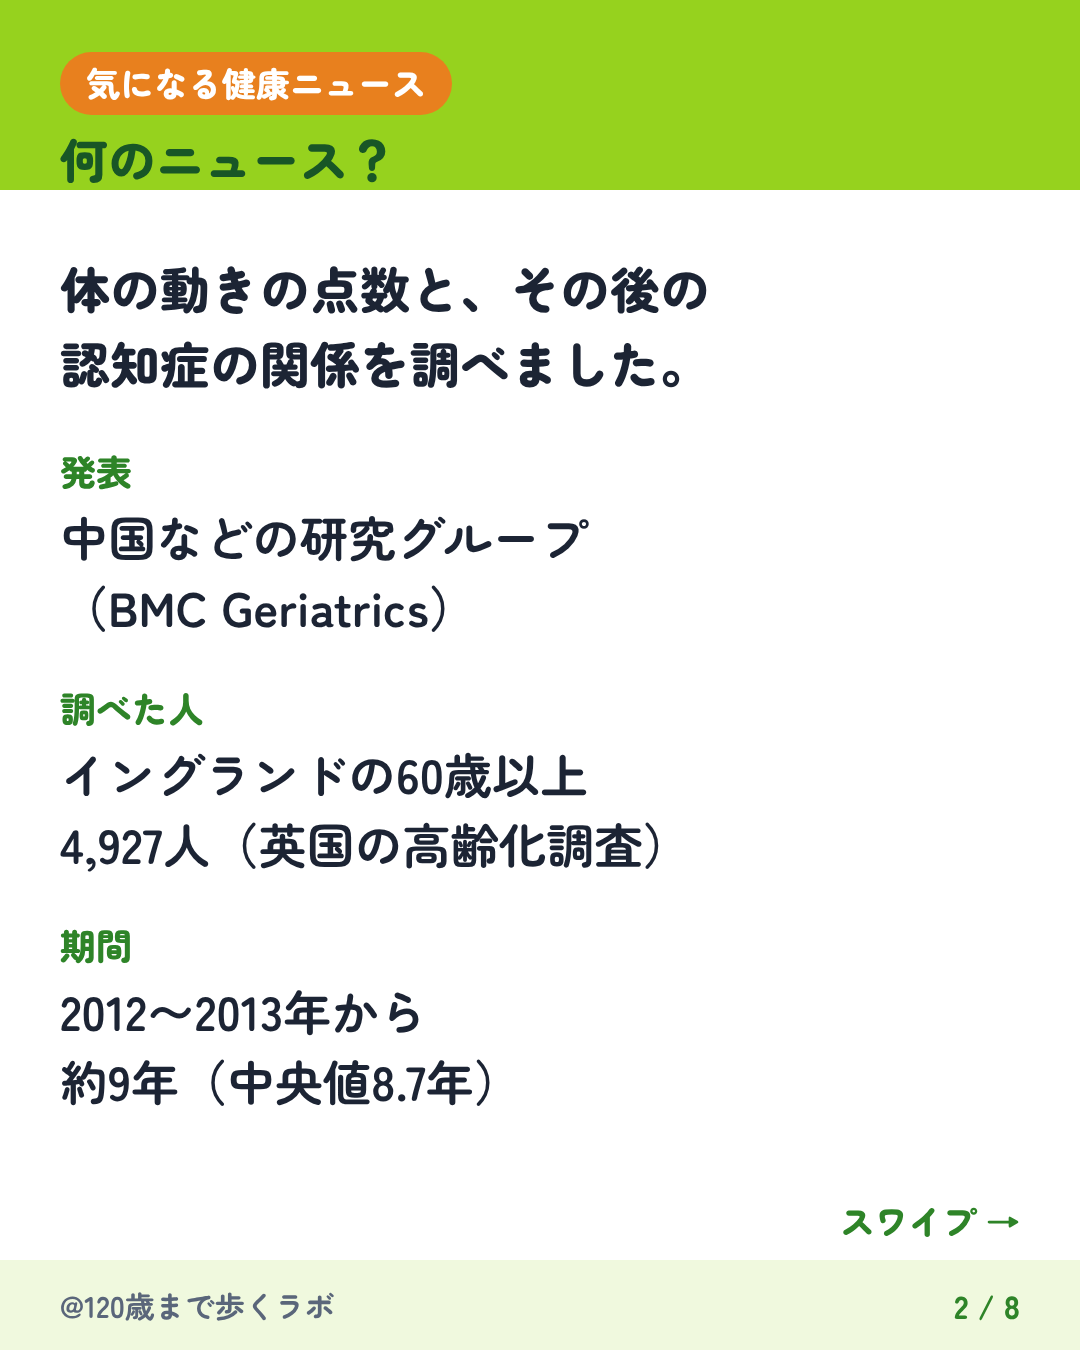 気になる健康ニュース
何のニュース？
体の動きの点数と、その後の
認知症の関係を調べました。
発表
中国などの研究グループ
（BMC Geriatrics）
調べた人
イングランドの60歳以上
4,927人（英国の高齢化調査）
期間
2012〜2013年から
約9年（中央値8.7年）
スワイプ →
@120歳まで歩くラボ
2 / 8